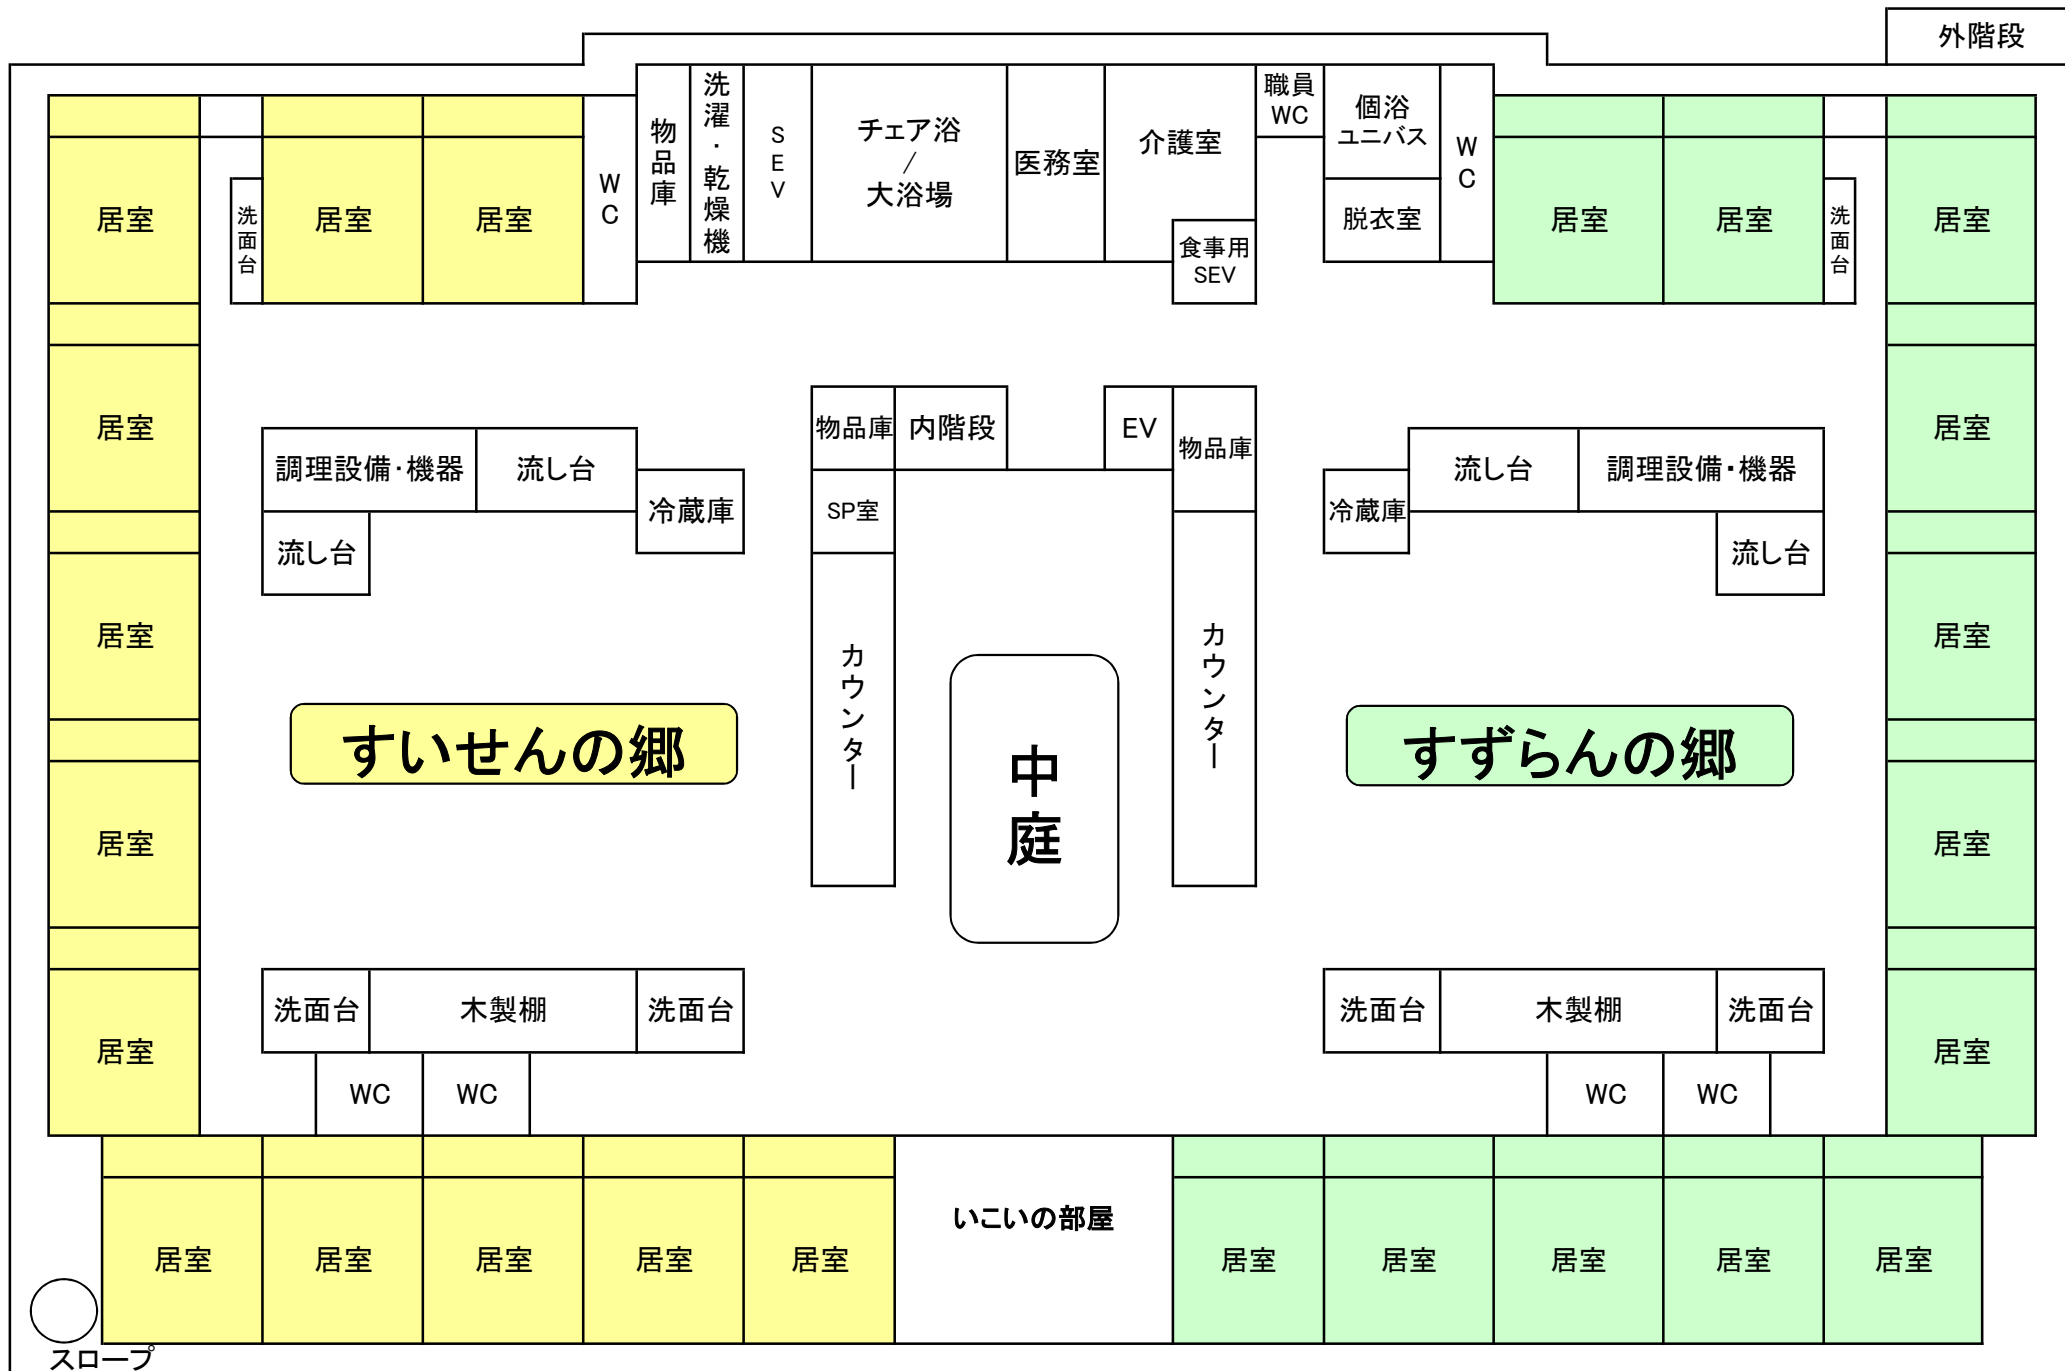 外階段
物品庫
洗濯・乾燥機
SEV
チェア浴
/
大浴場
医務室
介護室
職員
WC
個浴
ユニバス
WC
WC
脱衣室
食事用
SEV
居室
洗面台
居室
居室
居室
居室
洗面台
居室
居室
物品庫
内階段
EV
物品庫
居室
調理設備・機器
流し台
冷蔵庫
SP室
冷蔵庫
流し台
調理設備・機器
流し台
流し台
居室
居室
カウンター
カウンター
すいせんの郷
中庭
すずらんの郷
居室
居室
洗面台
木製棚
洗面台
洗面台
木製棚
洗面台
居室
居室
WC
WC
WC
WC
いこいの部屋
居室
居室
居室
居室
居室
居室
居室
居室
居室
居室
スロープ